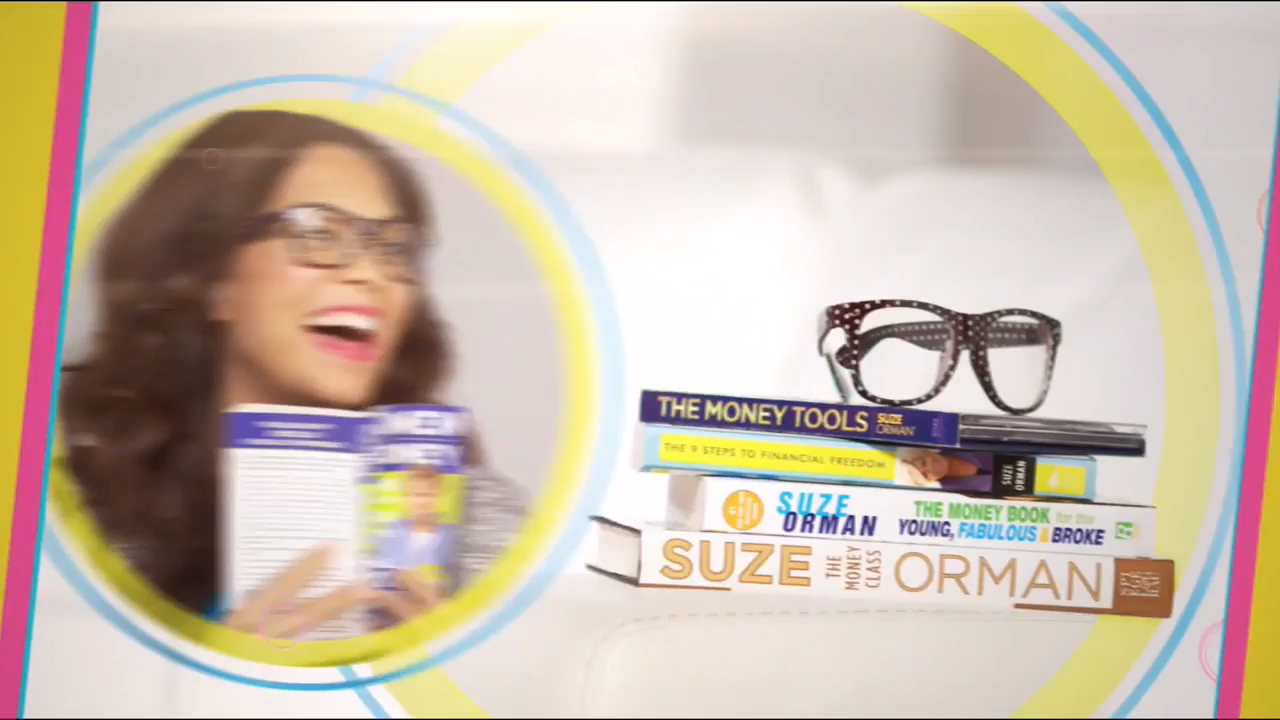 THE MONEY TOOLS SUZE ORMAN
THE 9 STEPS TO FINANCIAL FREEDOM SUZE ORMAN
SUZE ORMAN THE MONEY BOOK for the YOUNG, FABULOUS & BROKE
SUZE THE MONEY CLASS ORMAN